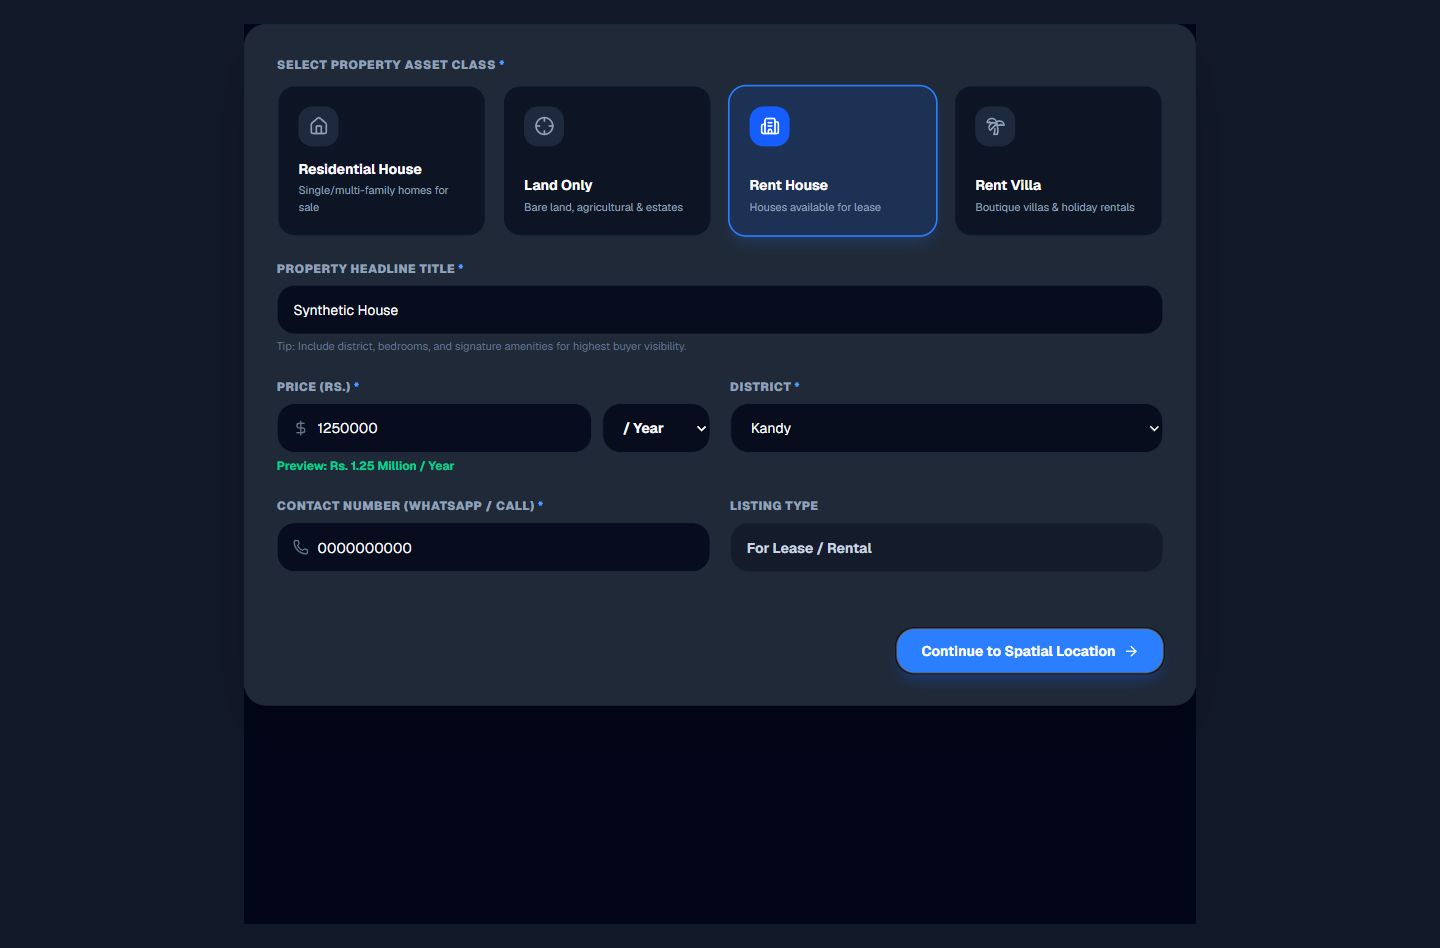 SELECT PROPERTY ASSET CLASS *
Residential House
Single/multi-family homes for
sale
Land Only
Bare land, agricultural & estates
Rent House
Houses available for lease
Rent Villa
Boutique villas & holiday rentals
PROPERTY HEADLINE TITLE *
Synthetic House
Tip: Include district, bedrooms, and signature amenities for highest buyer visibility.
PRICE (RS.) *
$ 1250000
/ Year
Preview: Rs. 1.25 Million / Year
DISTRICT *
Kandy
CONTACT NUMBER (WHATSAPP / CALL) *
0000000000
LISTING TYPE
For Lease / Rental
Continue to Spatial Location →